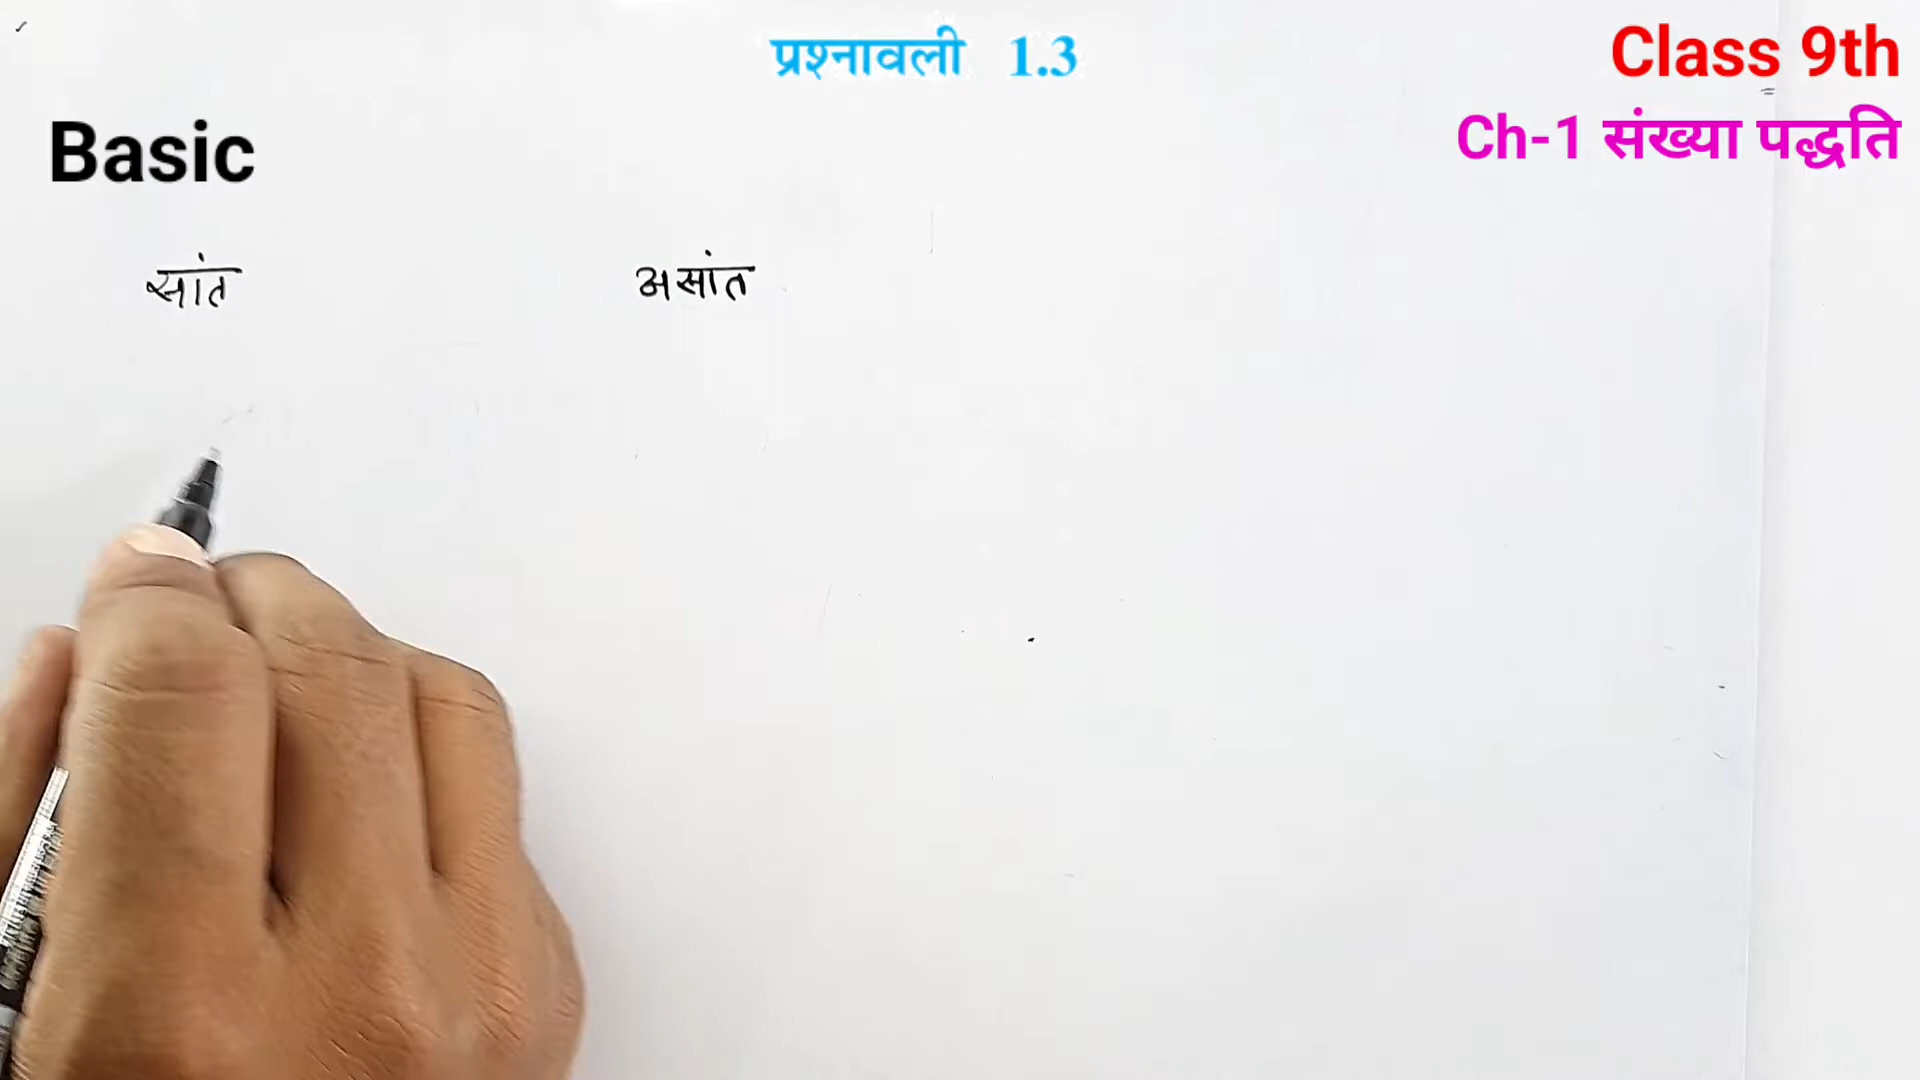 प्रश्नावली 1.3
Class 9th
Ch-1 संख्या पद्धति
Basic
सांत असांत